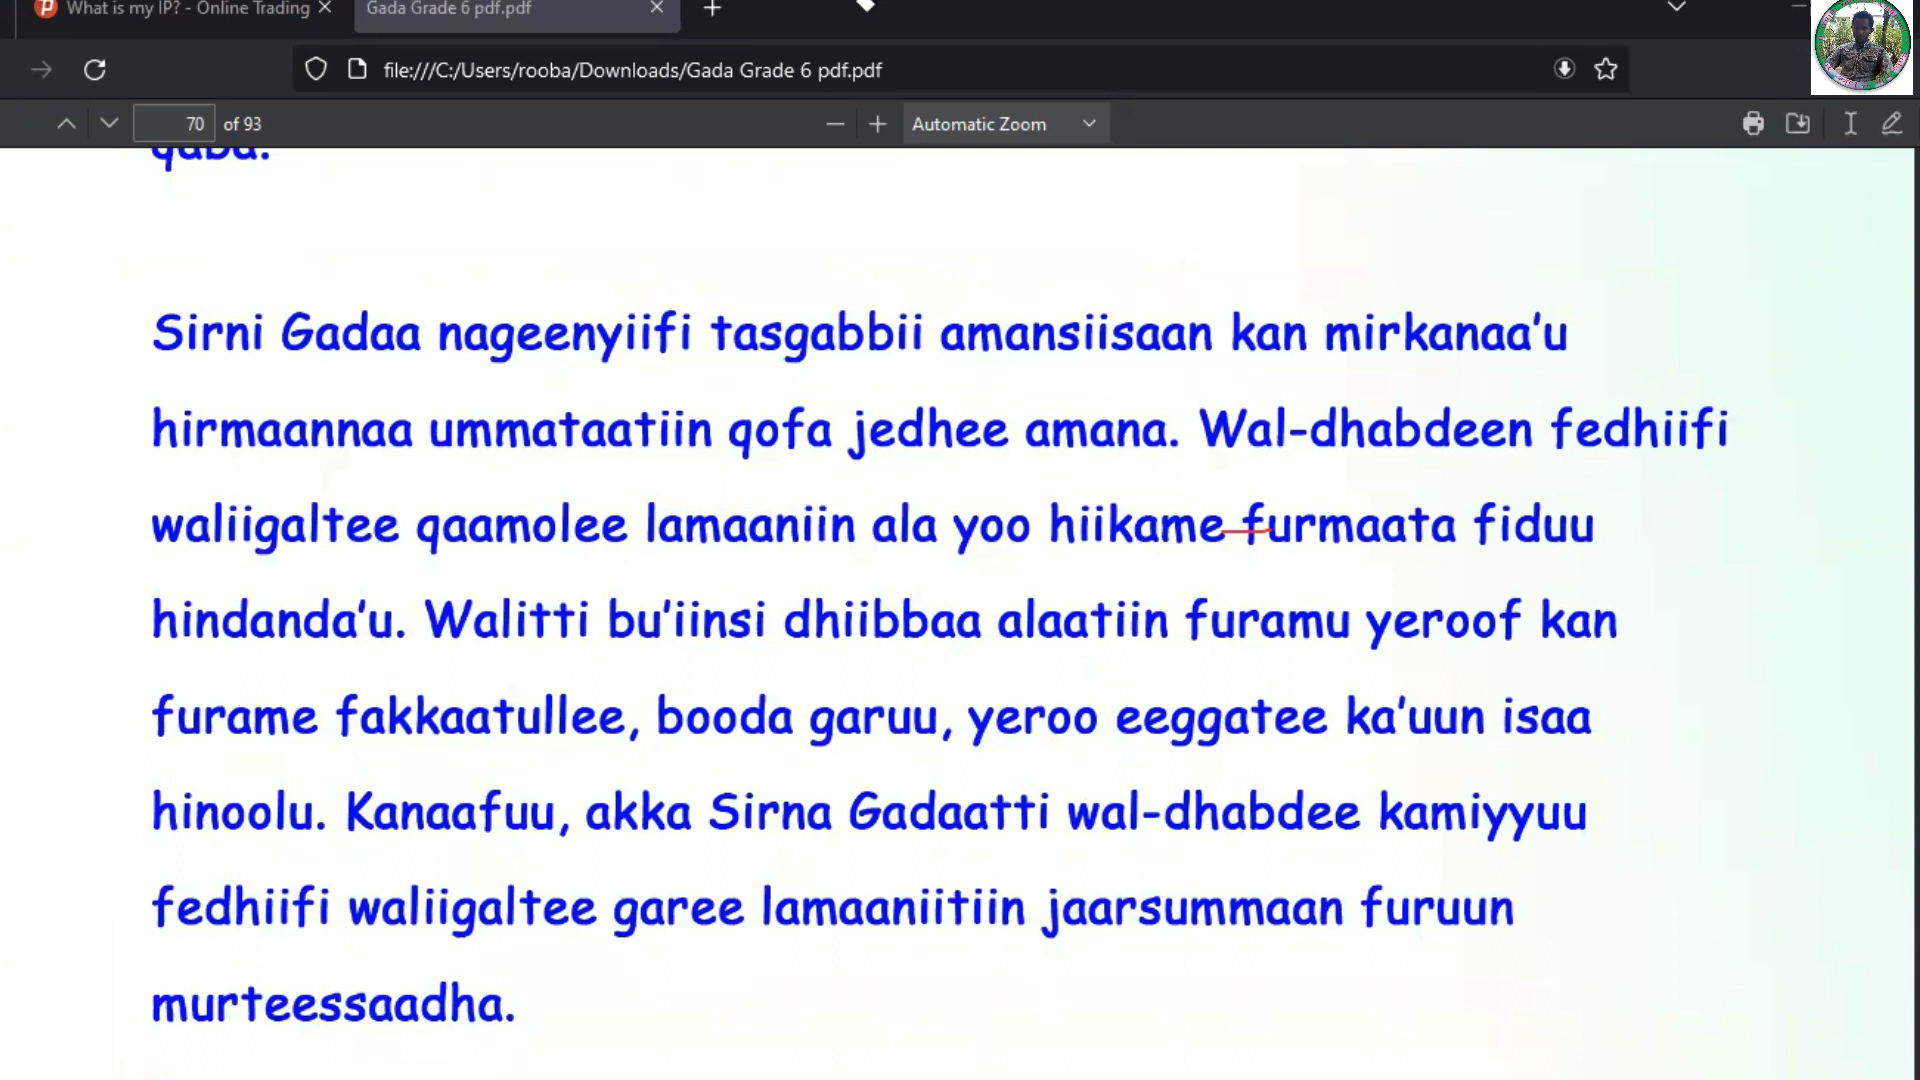 What is my IP? - Online Trading
Gada Grade 6 pdf.pdf
file:///C:/Users/rooba/Downloads/Gada Grade 6 pdf.pdf
70 of 93
Automatic Zoom
qaba.
Sirni Gadaa nageenyiifi tasgabbii amansiisaan kan mirkanaa’u
hirmaannaa ummataatiin qofa jedhee amana. Wal-dhabdeen fedhiifi
waliigaltee qaamolee lamaaniin ala yoo hiikame furmaata fiduu
hindanda’u. Walitti bu’iinsi dhiibbaa alaatiin furamu yeroof kan
furame fakkaatullee, booda garuu, yeroo eeggatee ka’uun isaa
hinoolu. Kanaafuu, akka Sirna Gadaatti wal-dhabdee kamiyyuu
fedhiifi waliigaltee garee lamaaniitiin jaarsummaan furuun
murteessaadha.